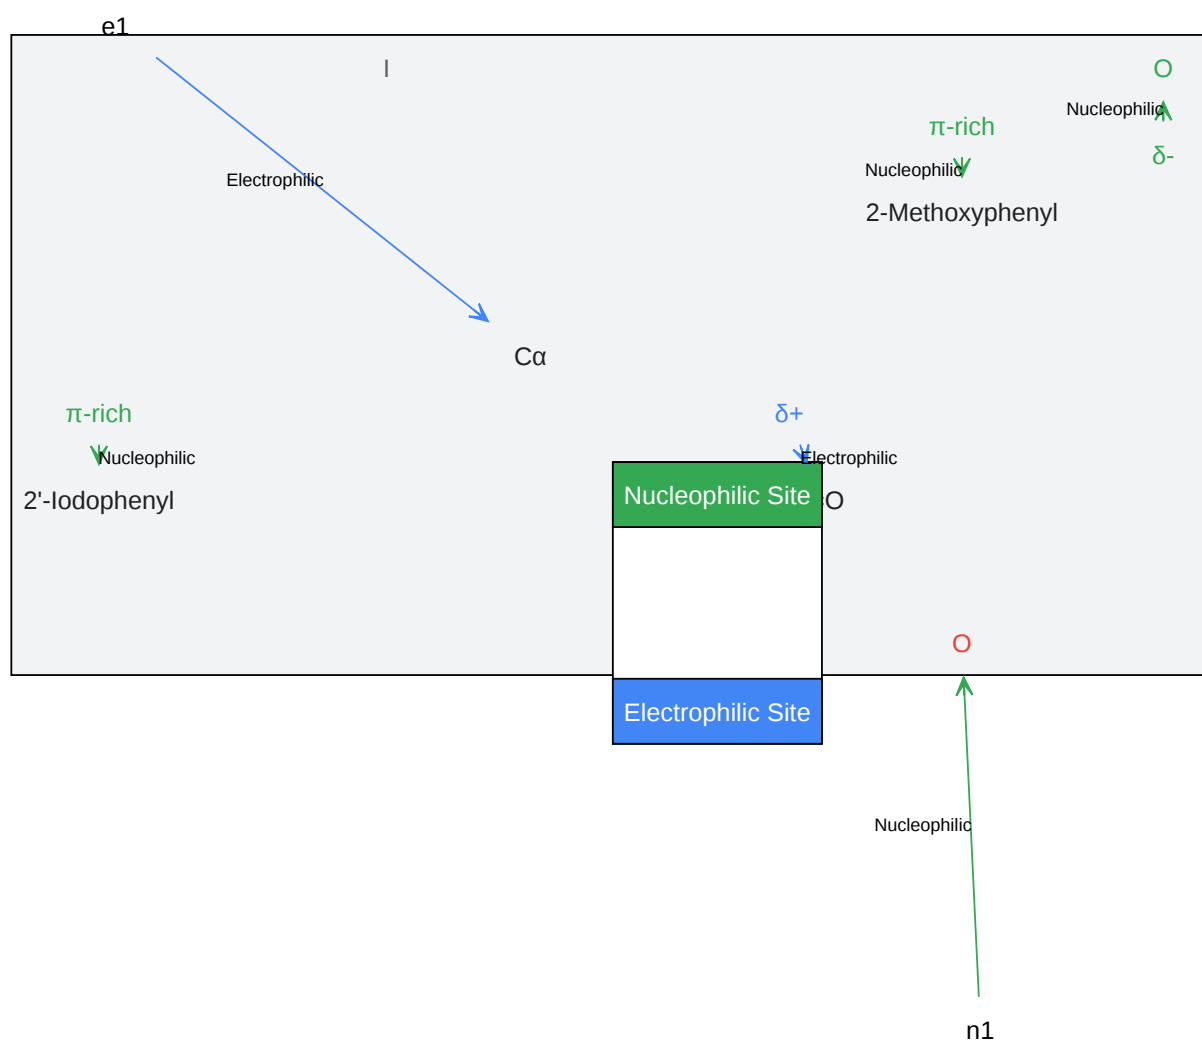 e1
I
O
Nucleophilic
π-rich
δ-
Nucleophilic
Electrophilic
2-Methoxyphenyl
Cα
π-rich
δ+
Nucleophilic
Electrophilic
2'-Iodophenyl
Nucleophilic Site
O
O
Electrophilic Site
Nucleophilic
n1